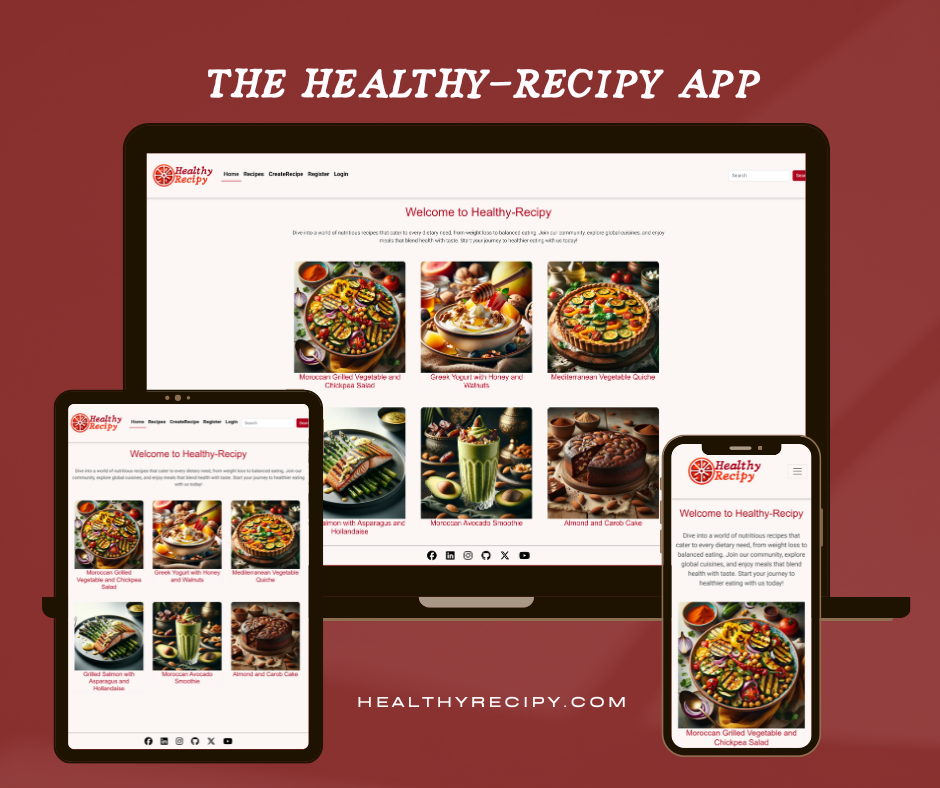 THE HEALTHY-RECIPY APP
Healthy
Recipy
Home Recipes CreateRecipe Register Login
Search
Sea
Welcome to Healthy-Recipy
Dive into a world of nutritious recipes that cater to every dietary need, from weight loss to balanced eating. Join our community, explore global cuisines, and enjoy
meals that blend health with taste. Start your journey to healthier eating with us today!
Moroccan Grilled Vegetable and
Chickpea Salad
Greek Yogurt with Honey and
Walnuts
Mediterranean Vegetable Quiche
almon with Asparagus and
Hollandaise
Moroccan Avocado Smoothie
Almond and Carob Cake
Healthy
Recipy
Home Recipes CreateRecipe Register Login
Search
Sear
Welcome to Healthy-Recipy
Dive into a world of nutritious recipes that cater to every dietary need, from weight loss to balanced eating. Join our
community, explore global cuisines, and enjoy meals that blend health with taste. Start your journey to healthier eating
with us today!
Moroccan Grilled
Vegetable and Chickpea
Salad
Greek Yogurt with Honey
and Walnuts
Mediterranean Vegetable
Quiche
Grilled Salmon with
Asparagus and
Hollandaise
Moroccan Avocado
Smoothie
Almond and Carob Cake
Healthy
Recipy
Welcome to Healthy-Recipy
Dive into a world of nutritious recipes that
cater to every dietary need, from weight loss to
balanced eating. Join our community, explore
global cuisines, and enjoy meals that blend
health with taste. Start your journey to
healthier eating with us today!
Moroccan Grilled Vegetable and
Chickpea Salad
HEALTHYRECIPY.COM